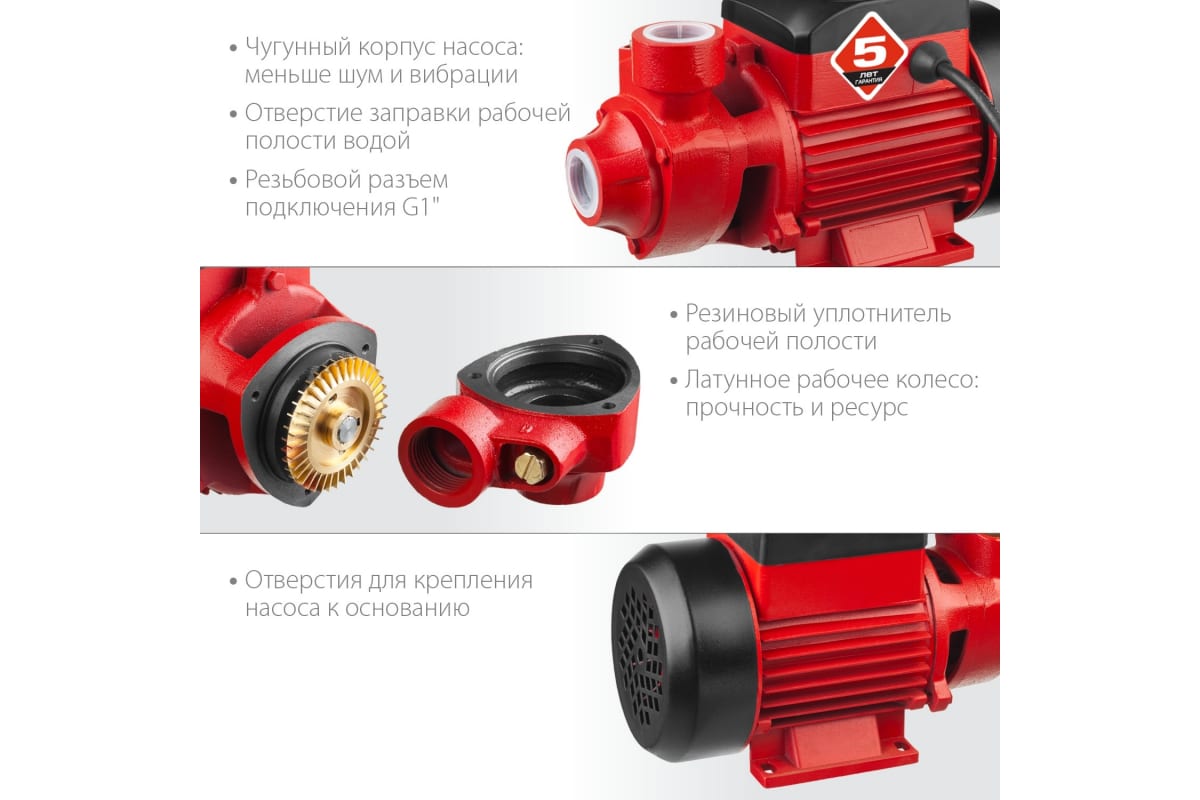 • Чугунный корпус насоса:
меньше шум и вибрации
• Отверстие заправки рабочей
полости водой
• Резьбовой разъем
подключения G1"
5
ЛЕТ
ГАРАНТИЯ
• Резиновый уплотнитель
рабочей полости
• Латунное рабочее колесо:
прочность и ресурс
• Отверстия для крепления
насоса к основанию